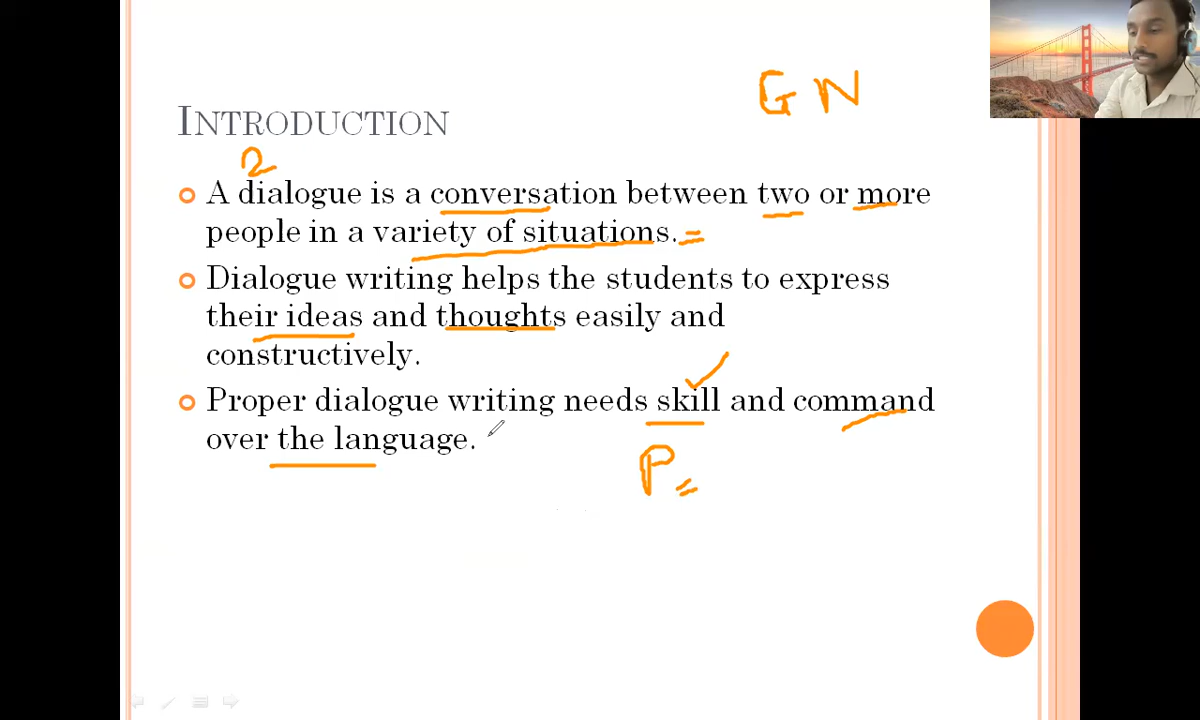 G N
INTRODUCTION
2
A dialogue is a conversation between two or more
people in a variety of situations.
Dialogue writing helps the students to express
their ideas and thoughts easily and
constructively.
Proper dialogue writing needs skill and command
over the language.
P